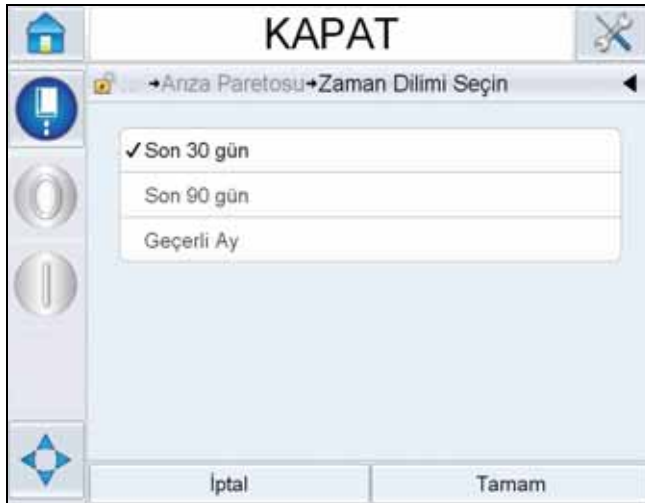 KAPAT
... →Arıza Paretosu→Zaman Dilimi Seçin
✓Son 30 gün
Son 90 gün
Geçerli Ay
İptal
Tamam